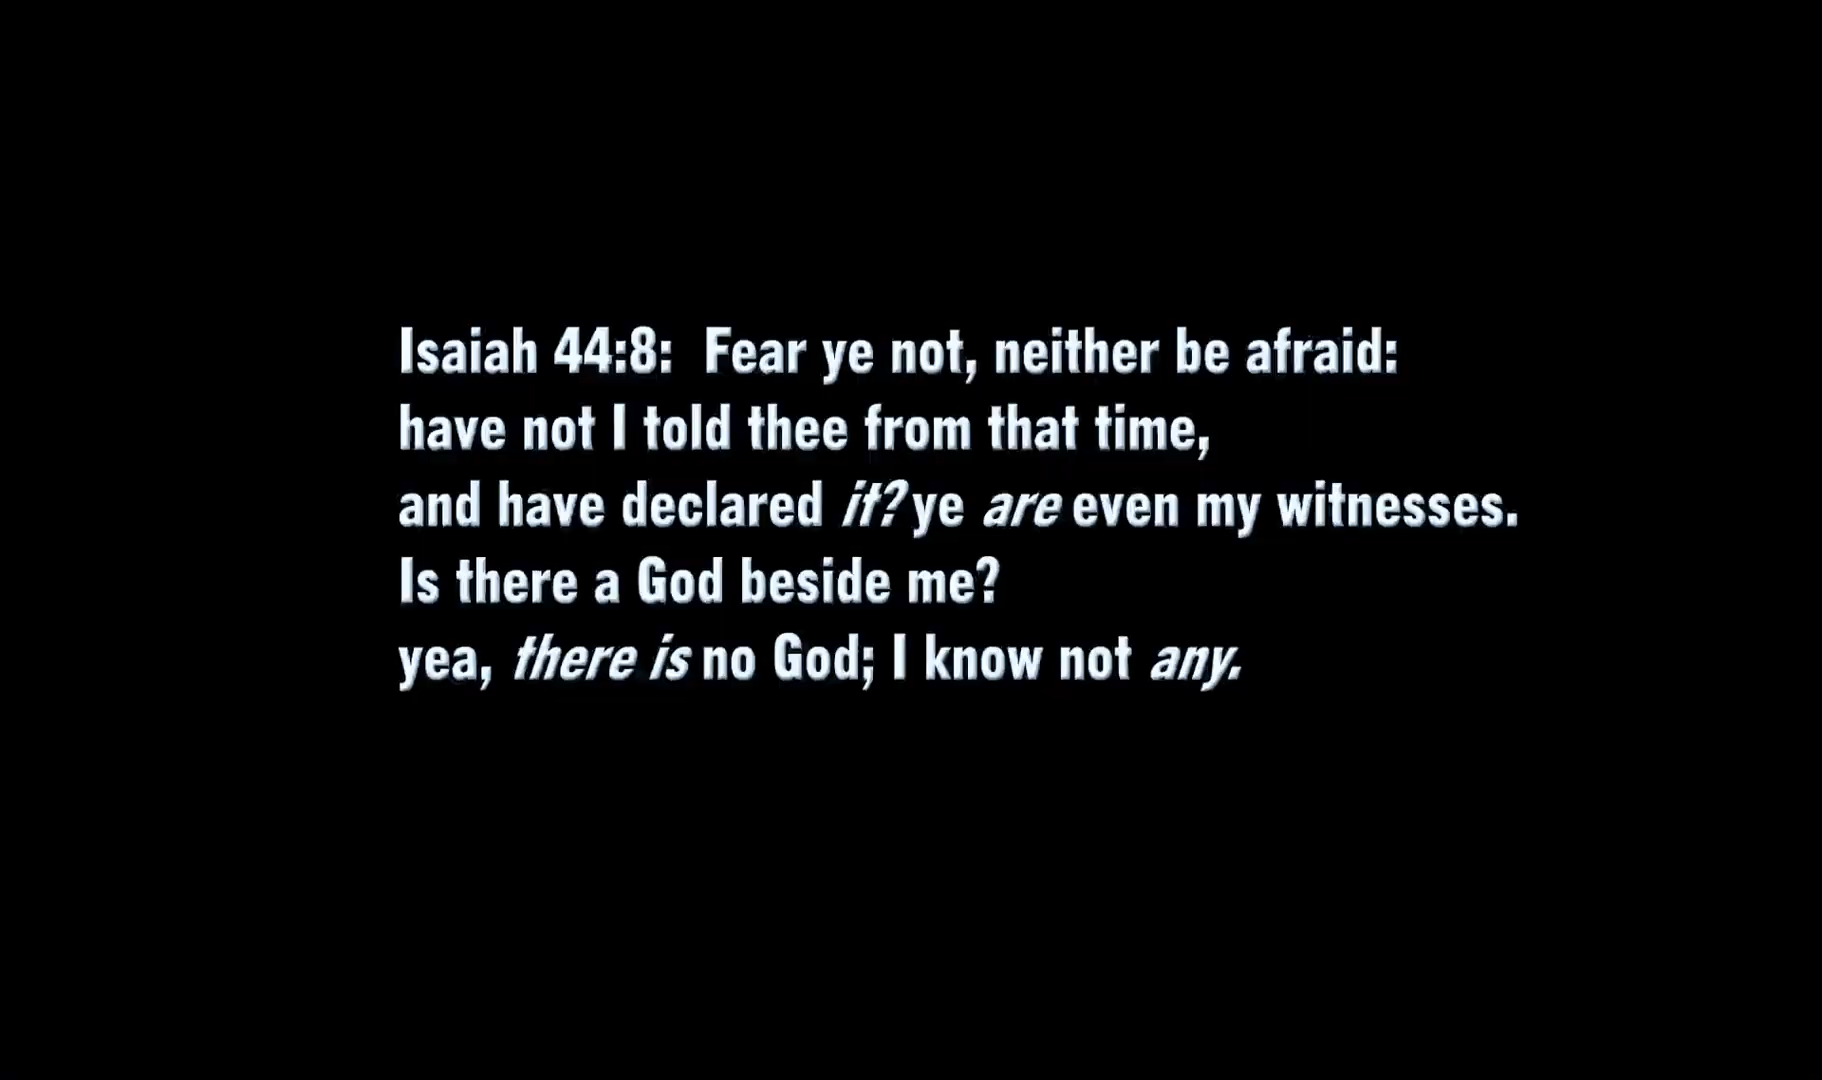 Isaiah 44:8:  Fear ye not, neither be afraid:
have not I told thee from that time,
and have declared it? ye are even my witnesses.
Is there a God beside me?
yea, there is no God; I know not any.